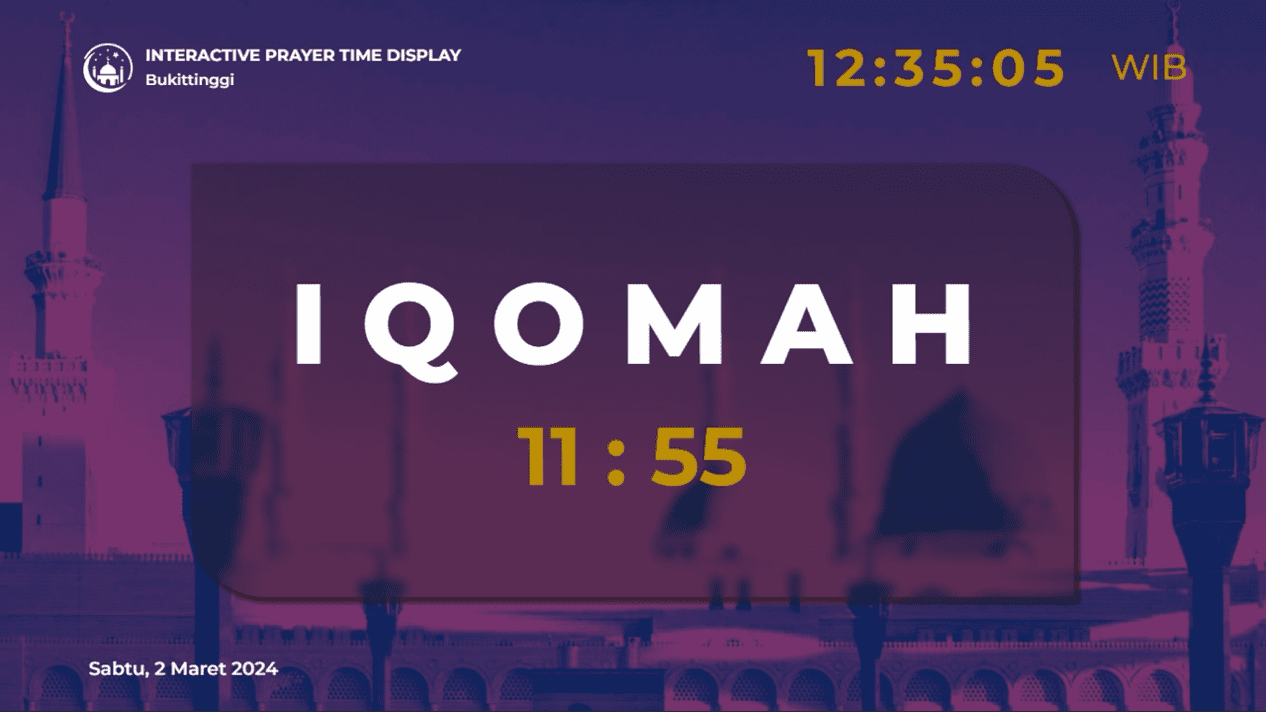 INTERACTIVE PRAYER TIME DISPLAY
Bukittinggi
12:35:05 WIB
IQOMAH
11 : 55
Sabtu, 2 Maret 2024